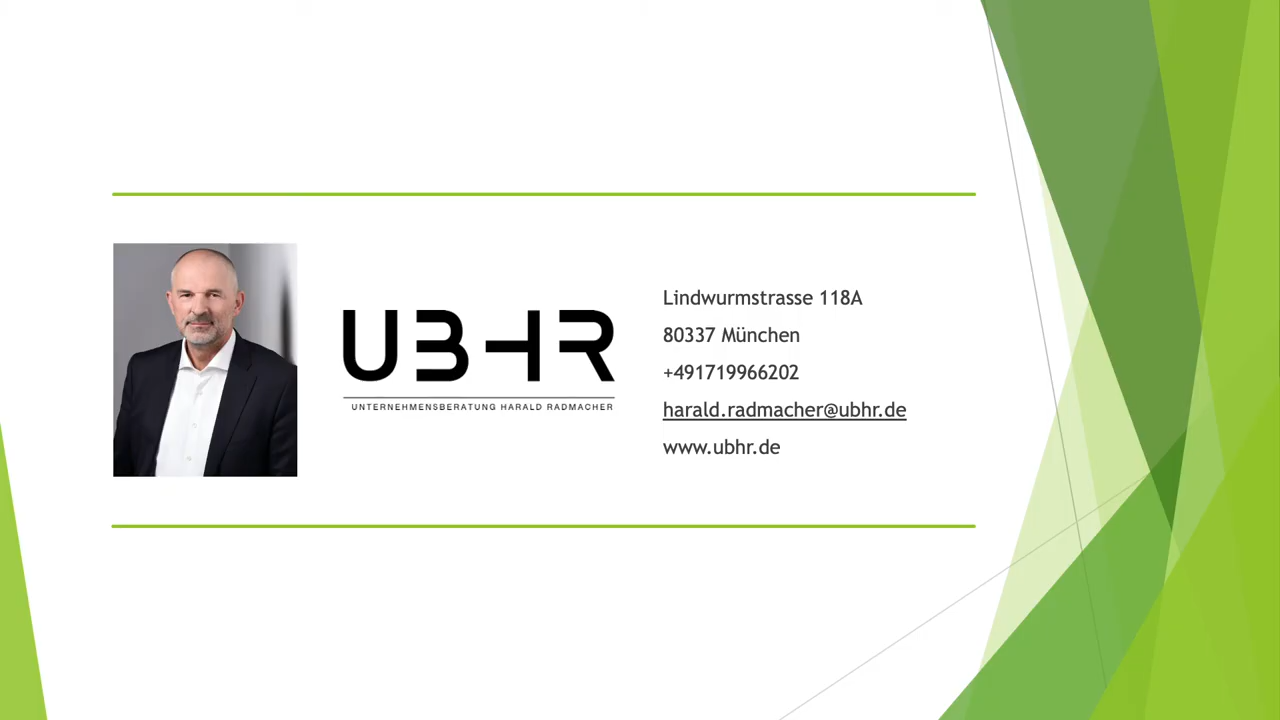 UBHR
UNTERNEHMENSBERATUNG HARALD RADMACHER
Lindwurmstrasse 118A
80337 München
+491719966202
harald.radmacher@ubhr.de
www.ubhr.de